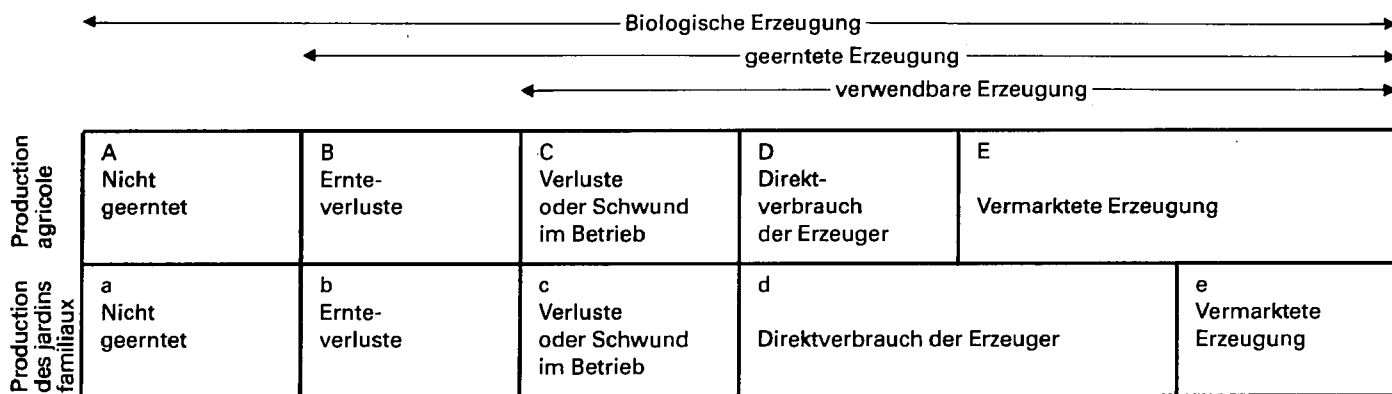 Biologische Erzeugung
geerntete Erzeugung
verwendbare Erzeugung
Production
agricole
A
Nicht
geerntet
B
Ernte-
verluste
C
Verluste
oder Schwund
im Betrieb
D
Direkt-
verbrauch
der Erzeuger
E
Vermarktete Erzeugung
Production
des jardins
familiaux
a
Nicht
geerntet
b
Ernte-
verluste
c
Verluste
oder Schwund
im Betrieb
d
Direktverbrauch der Erzeuger
e
Vermarktete
Erzeugung